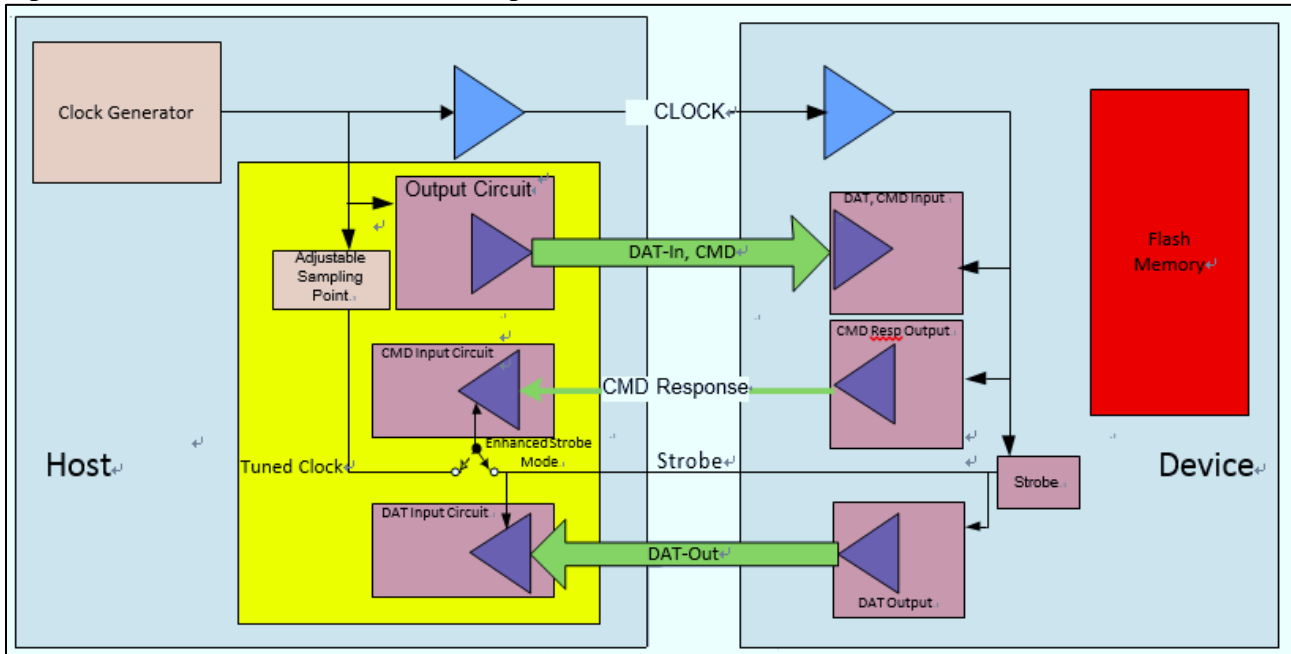 Clock Generator
CLOCK
Output Circuit
DAT, CMD Input
Flash
Memory
DAT-In, CMD
Adjustable
Sampling
Point
CMD Input Circuit
CMD Resp Output
CMD Response
Enhanced Strobe
Mode
Host
Tuned Clock
Strobe
Strobe
Device
DAT Input Circuit
DAT-Out
DAT Output